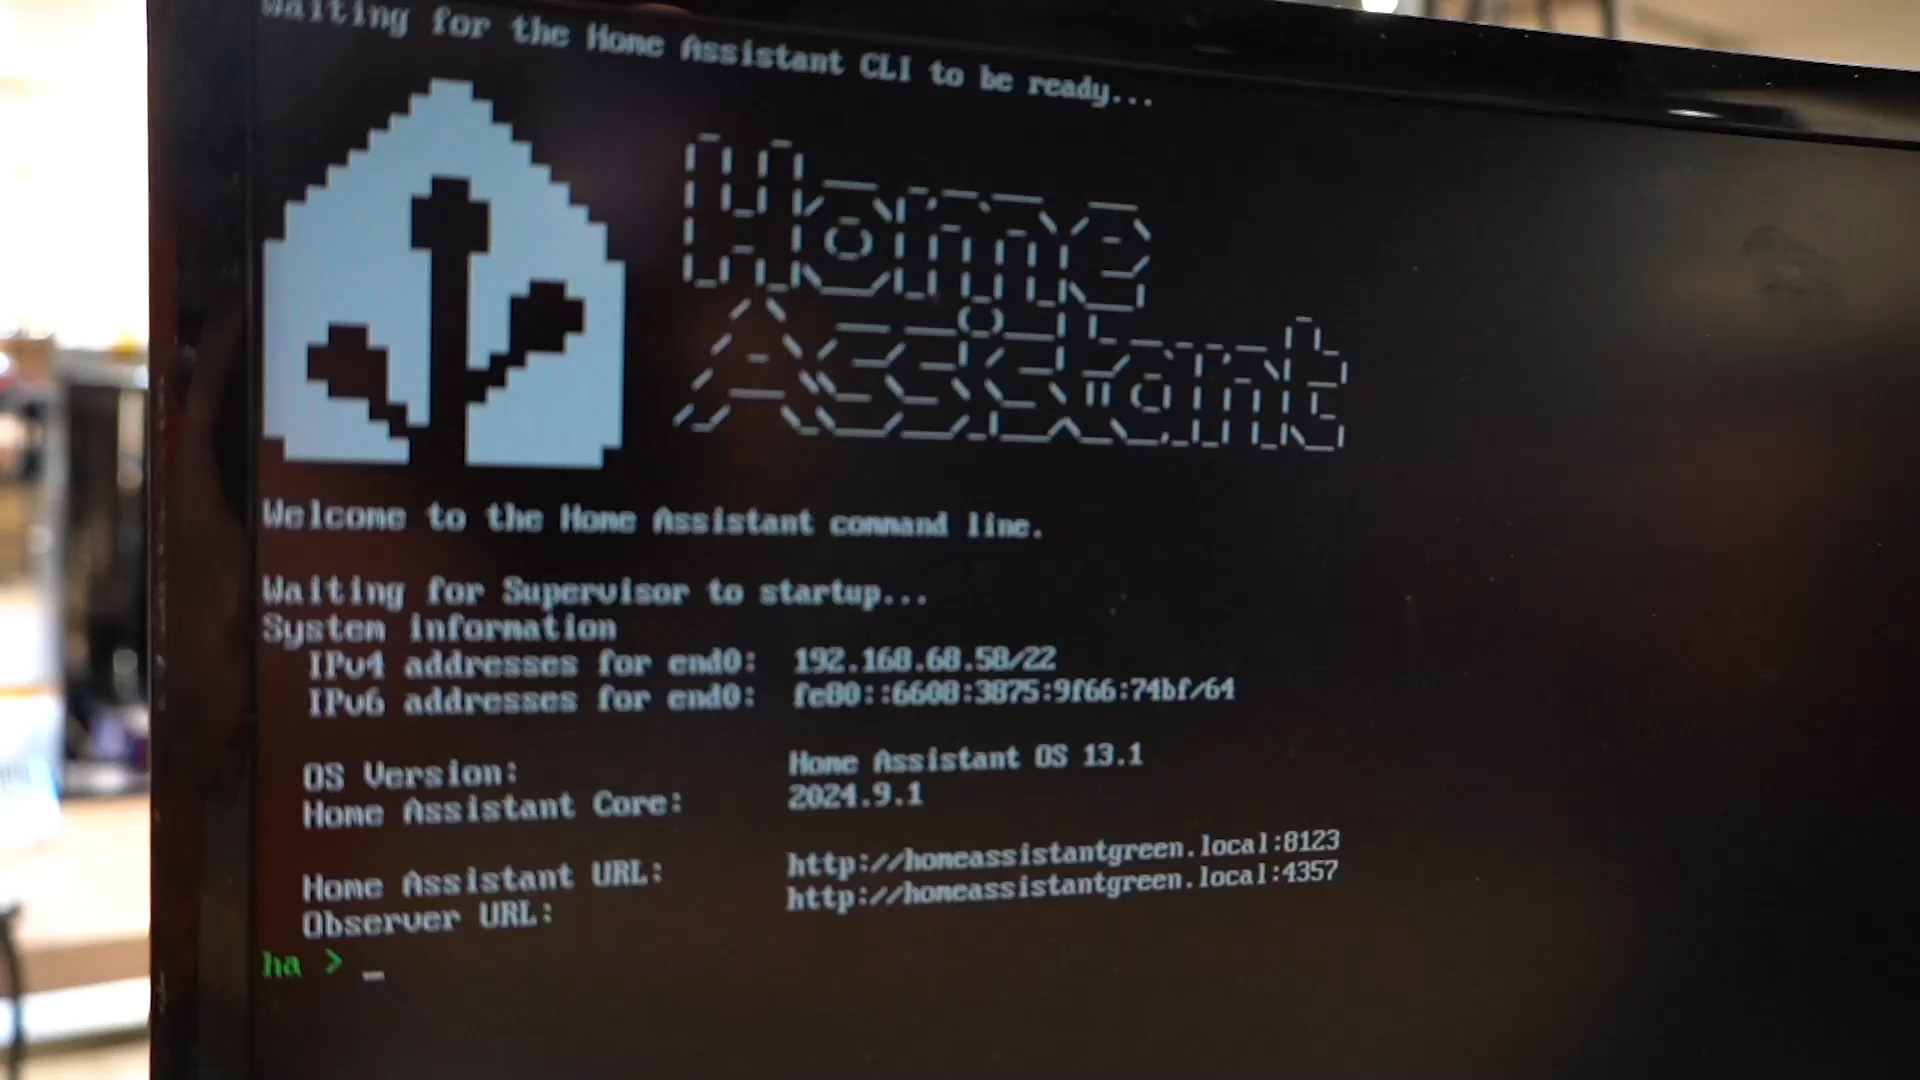 Waiting for the Home Assistant CLI to be ready...
Home
Assistant
Welcome to the Home Assistant command line.
Waiting for Supervisor to startup...
System information
IPv4 addresses for end0: 192.168.68.58/22
IPv6 addresses for end0: fe80::6608:3875:9f66:74bf/64
OS Version: Home Assistant OS 13.1
Home Assistant Core: 2024.9.1
Home Assistant URL: http://homeassistantgreen.local:8123
Observer URL: http://homeassistantgreen.local:4357
ha > _